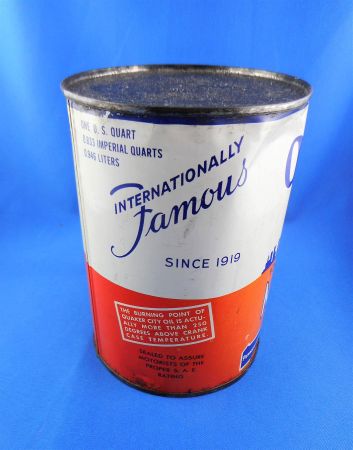 ONE U. S. QUART
0.833 IMPERIAL QUARTS
0.946 LITERS
INTERNATIONALLY
Famous
SINCE 1919
THE BURNING POINT OF
QUAKER CITY OIL IS ACTU-
ALLY MORE THAN 250
DEGREES ABOVE CRANK
CASE TEMPERATURE.
SEALED TO ASSURE
MOTORISTS OF THE
PROPER S. A. E.
RATING